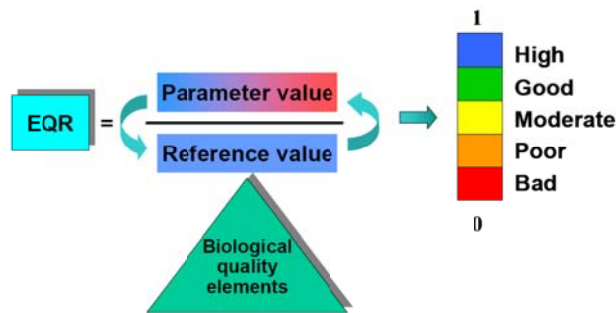 EQR
=
Parameter value
Reference value
Biological
quality
elements
1
High
Good
Moderate
Poor
Bad
0